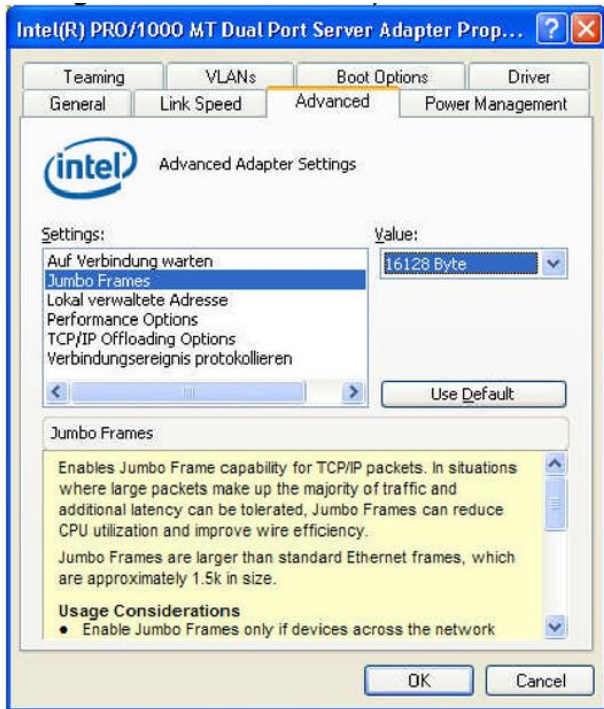 Intel(R) PRO/1000 MT Dual Port Server Adapter Prop...
Teaming VLANs Boot Options Driver
General Link Speed Advanced Power Management
intel Advanced Adapter Settings
Settings: Value:
Auf Verbindung warten 16128 Byte
Jumbo Frames
Lokal verwaltete Adresse
Performance Options
TCP/IP Offloading Options
Verbindungsereignis protokollieren
Use Default
Jumbo Frames
Enables Jumbo Frame capability for TCP/IP packets. In situations
where large packets make up the majority of traffic and
additional latency can be tolerated, Jumbo Frames can reduce
CPU utilization and improve wire efficiency.
Jumbo Frames are larger than standard Ethernet frames, which
are approximately 1.5k in size.
Usage Considerations
• Enable Jumbo Frames only if devices across the network
OK Cancel